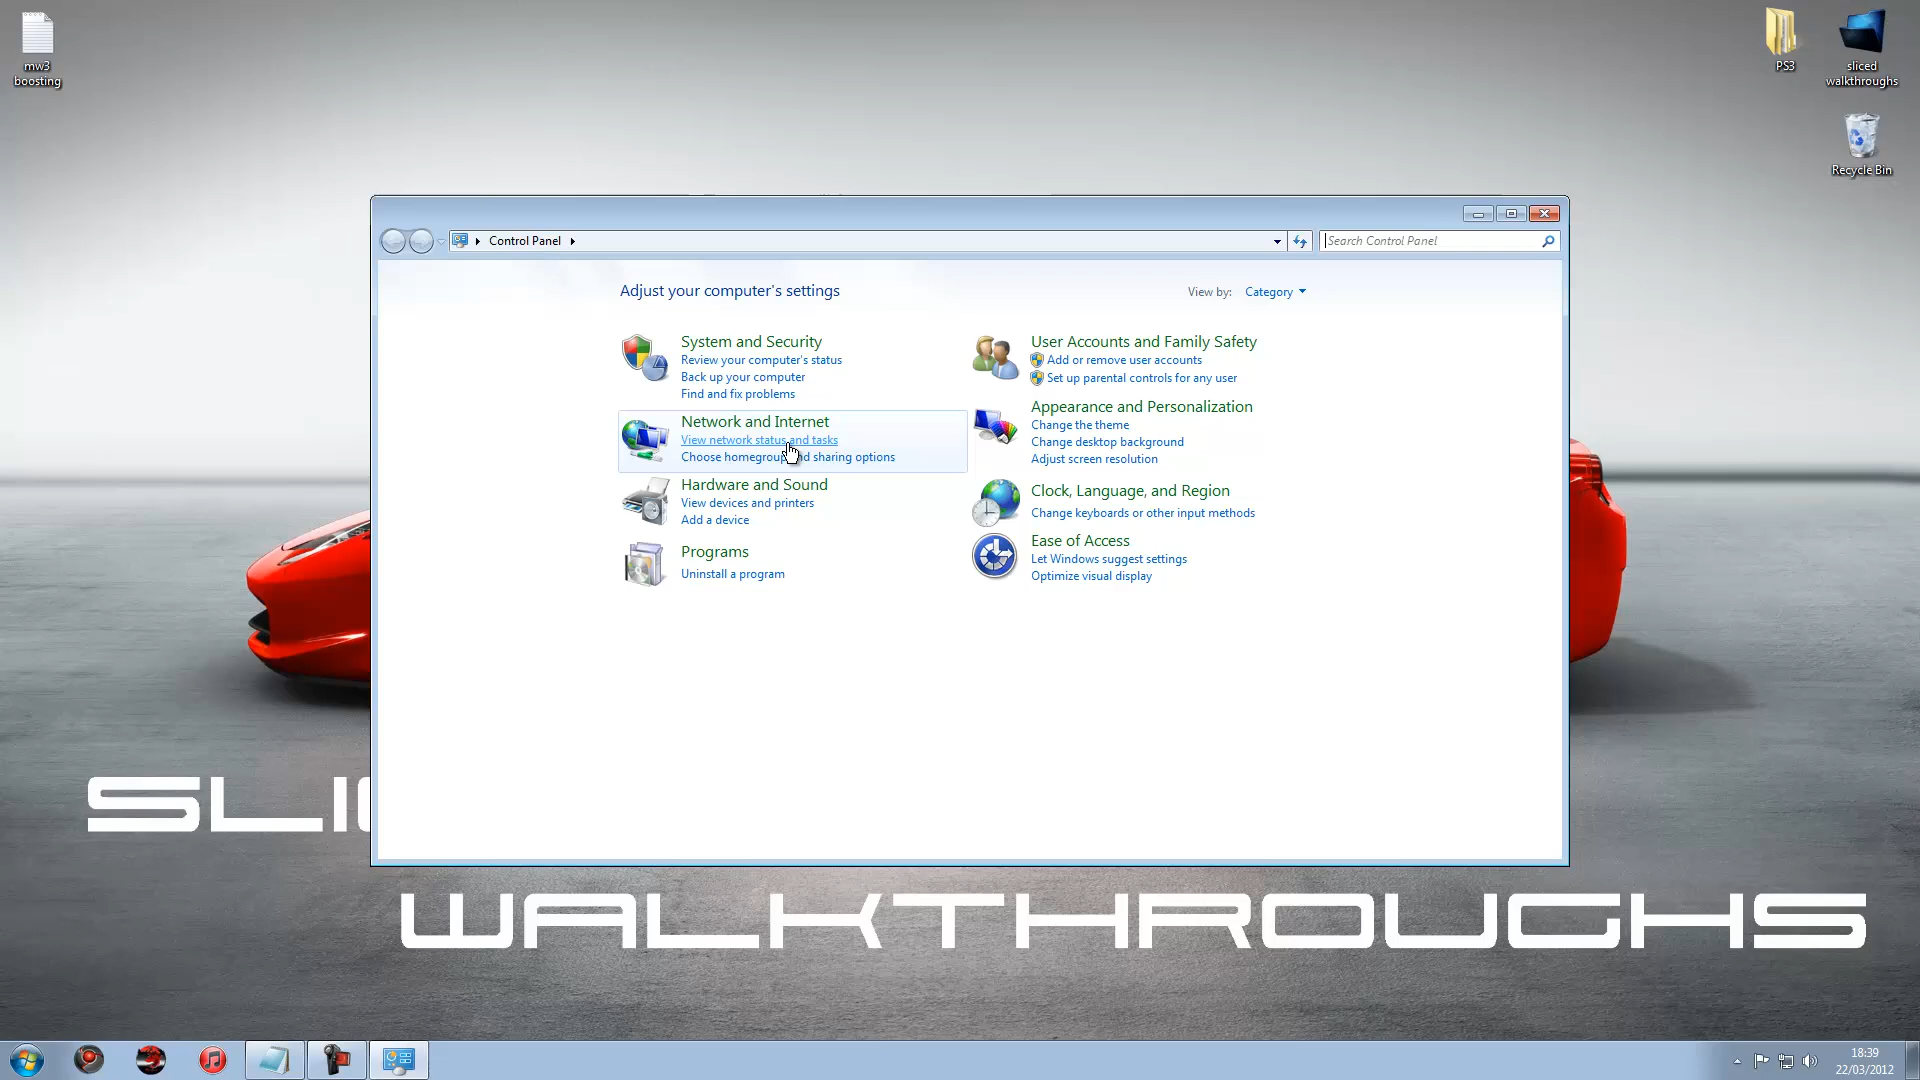 mw3
boosting
PS3
sliced
walkthroughs
Recycle Bin
Control Panel
Search Control Panel
Adjust your computer's settings
View by: Category
System and Security
Review your computer's status
Back up your computer
Find and fix problems
Network and Internet
View network status and tasks
Choose homegroup and sharing options
Hardware and Sound
View devices and printers
Add a device
Programs
Uninstall a program
User Accounts and Family Safety
Add or remove user accounts
Set up parental controls for any user
Appearance and Personalization
Change the theme
Change desktop background
Adjust screen resolution
Clock, Language, and Region
Change keyboards or other input methods
Ease of Access
Let Windows suggest settings
Optimize visual display
WALKTHROUGHS
18:39
22/03/2012